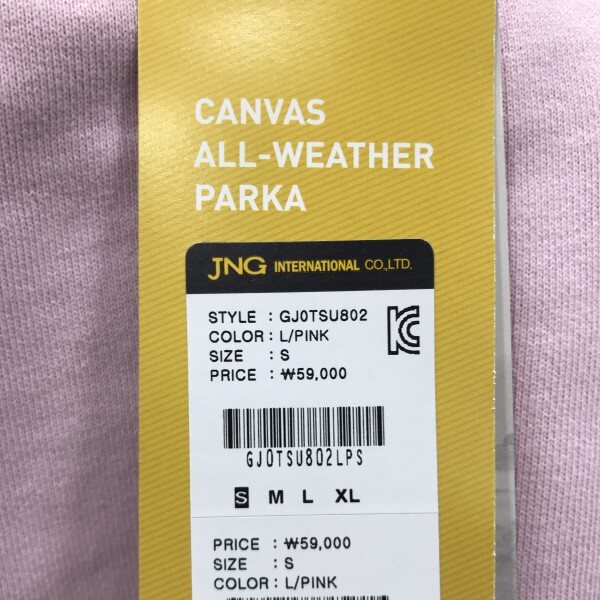 CANVAS
ALL-WEATHER
PARKA
JNG INTERNATIONAL CO.,LTD.
STYLE : GJ0TSU802
COLOR : L/PINK
SIZE : S
PRICE : ₩59,000
GJ0TSU802LPS
S M L XL
PRICE : ₩59,000
SIZE : S
COLOR : L/PINK